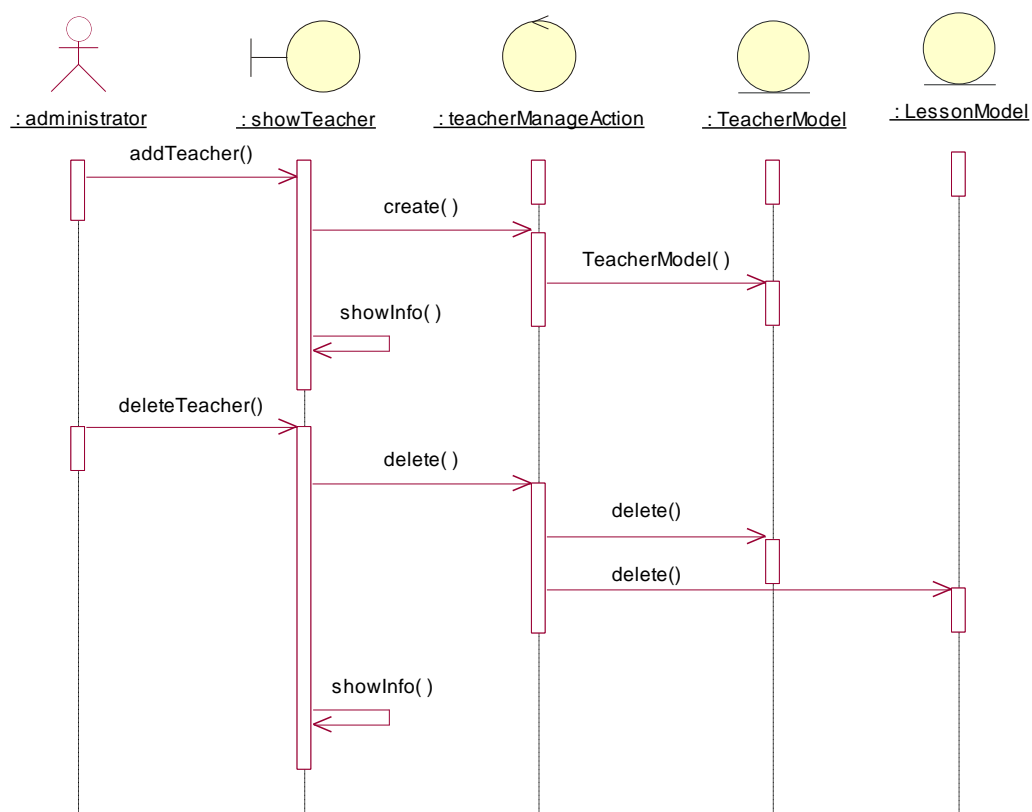 : administrator
: showTeacher
: teacherManageAction
: TeacherModel
: LessonModel
addTeacher()
create( )
TeacherModel( )
showInfo( )
deleteTeacher()
delete( )
delete()
delete()
showInfo( )